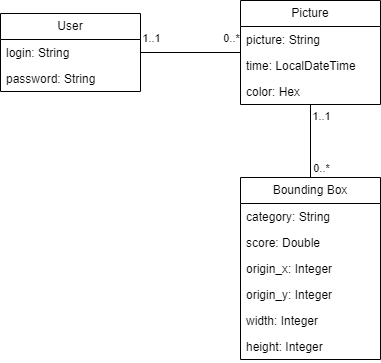 User
login: String
password: String
1..1
0..*
Picture
picture: String
time: LocalDateTime
color: Hex
1..1
0..*
Bounding Box
category: String
score: Double
origin_x: Integer
origin_y: Integer
width: Integer
height: Integer